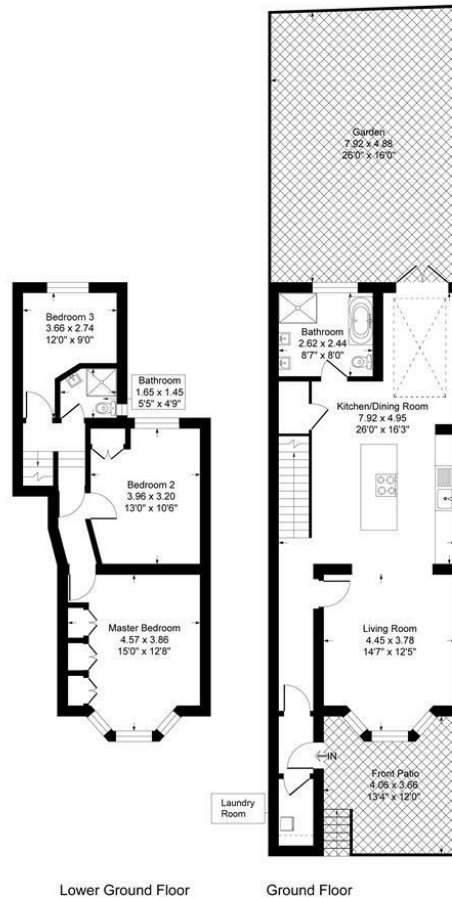 Garden
7.92 x 4.88
26'0" x 16'0"
Bedroom 3
3.66 x 2.74
12'0" x 9'0"
Bathroom
1.65 x 1.45
5'5" x 4'9"
Bedroom 2
3.96 x 3.20
13'0" x 10'6"
Master Bedroom
4.57 x 3.86
15'0" x 12'8"
Lower Ground Floor
Bathroom
2.62 x 2.44
8'7" x 8'0"
Kitchen/Dining Room
7.92 x 4.95
26'0" x 16'3"
Living Room
4.45 x 3.78
14'7" x 12'5"
IN
Front Patio
4.06 x 3.66
13'4" x 12'0"
Laundry
Room
Ground Floor